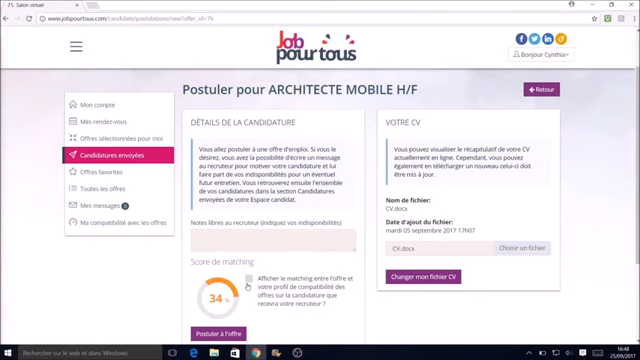 Salon virtuel
www.jobpourtous.com/candidate/postulations/new?offer_id=76
Job
pour tous
Bonjour Cynthia
Postuler pour ARCHITECTE MOBILE H/F
Retour
Mon compte
Mes rendez-vous
Offres sélectionnées pour moi
Candidatures envoyées
Offres favorites
Toutes les offres
Mes messages
Ma compatibilité avec les offres
DÉTAILS DE LA CANDIDATURE
Vous allez postuler à une offre d'emploi. Si vous le
désirez, vous avez la possibilité d'écrire un message
au recruteur pour motiver votre candidature et lui
faire part de vos indisponibilités pour un éventuel
futur entretien. Vous retrouverez ensuite l'ensemble
de vos candidatures dans la section Candidatures
envoyées de votre Espace candidat.
Notes libres au recruteur (indiquez vos indisponibilités)
Score de matching
34 %
Afficher le matching entre l'offre et
votre profil de compatibilité des
offres sur la candidature que
recevra votre recruteur ?
Postuler à l'offre
VOTRE CV
Vous pouvez visualiser le récapitulatif de votre CV
actuellement en ligne. Cependant, vous pouvez
également en télécharger un nouveau si celui-ci doit
être mis à jour.
Nom de fichier:
CV.docx
Date d'ajout du fichier:
mardi 05 septembre 2017 17h07
CV.docx
Choisir un fichier
Changer mon fichier CV
Rechercher sur le web et dans Windows
16:48
25/09/2017